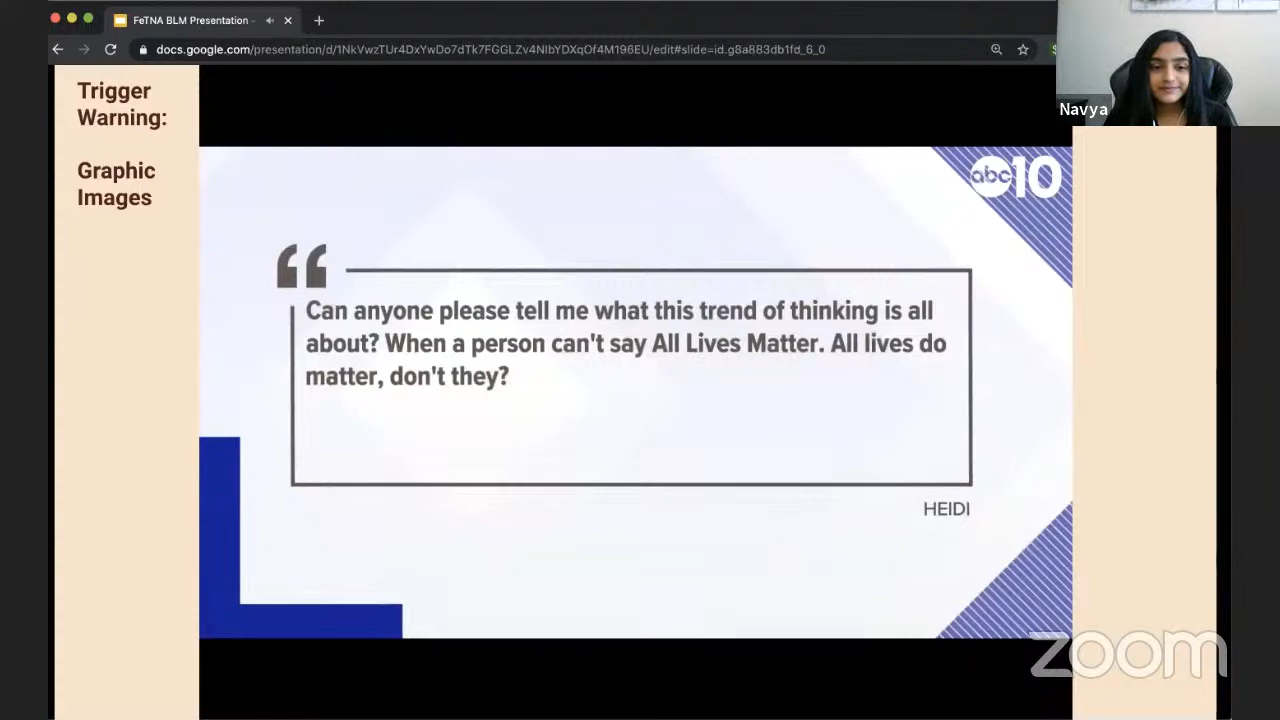 FeTNA BLM Presentation -
docs.google.com/presentation/d/1NkVwzTUr4DxYwDo7dTk7FGGLZv4NIbYDXqOf4M196EU/edit#slide=id.g8a883db1fd_6_0
Navya
Trigger
Warning:
Graphic
Images
abc10
Can anyone please tell me what this trend of thinking is all
about? When a person can't say All Lives Matter. All lives do
matter, don't they?
HEIDI
zoom